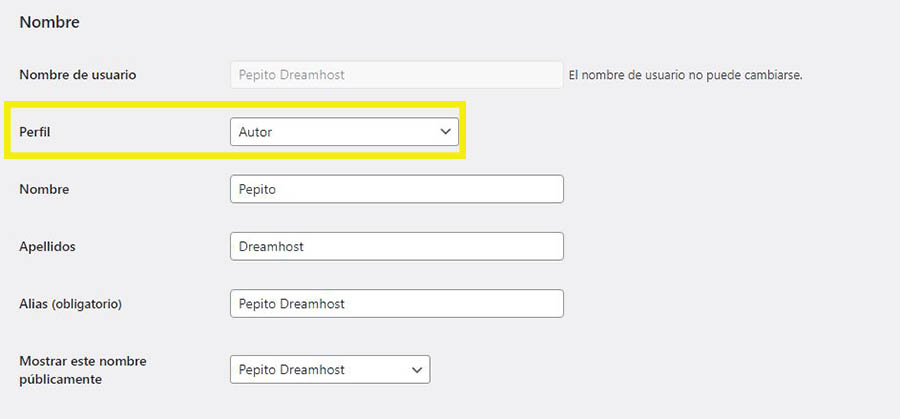 Nombre
Nombre de usuario
Pepito Dreamhost
El nombre de usuario no puede cambiarse.
Perfil
Autor
Nombre
Pepito
Apellidos
Dreamhost
Alias (obligatorio)
Pepito Dreamhost
Mostrar este nombre
públicamente
Pepito Dreamhost